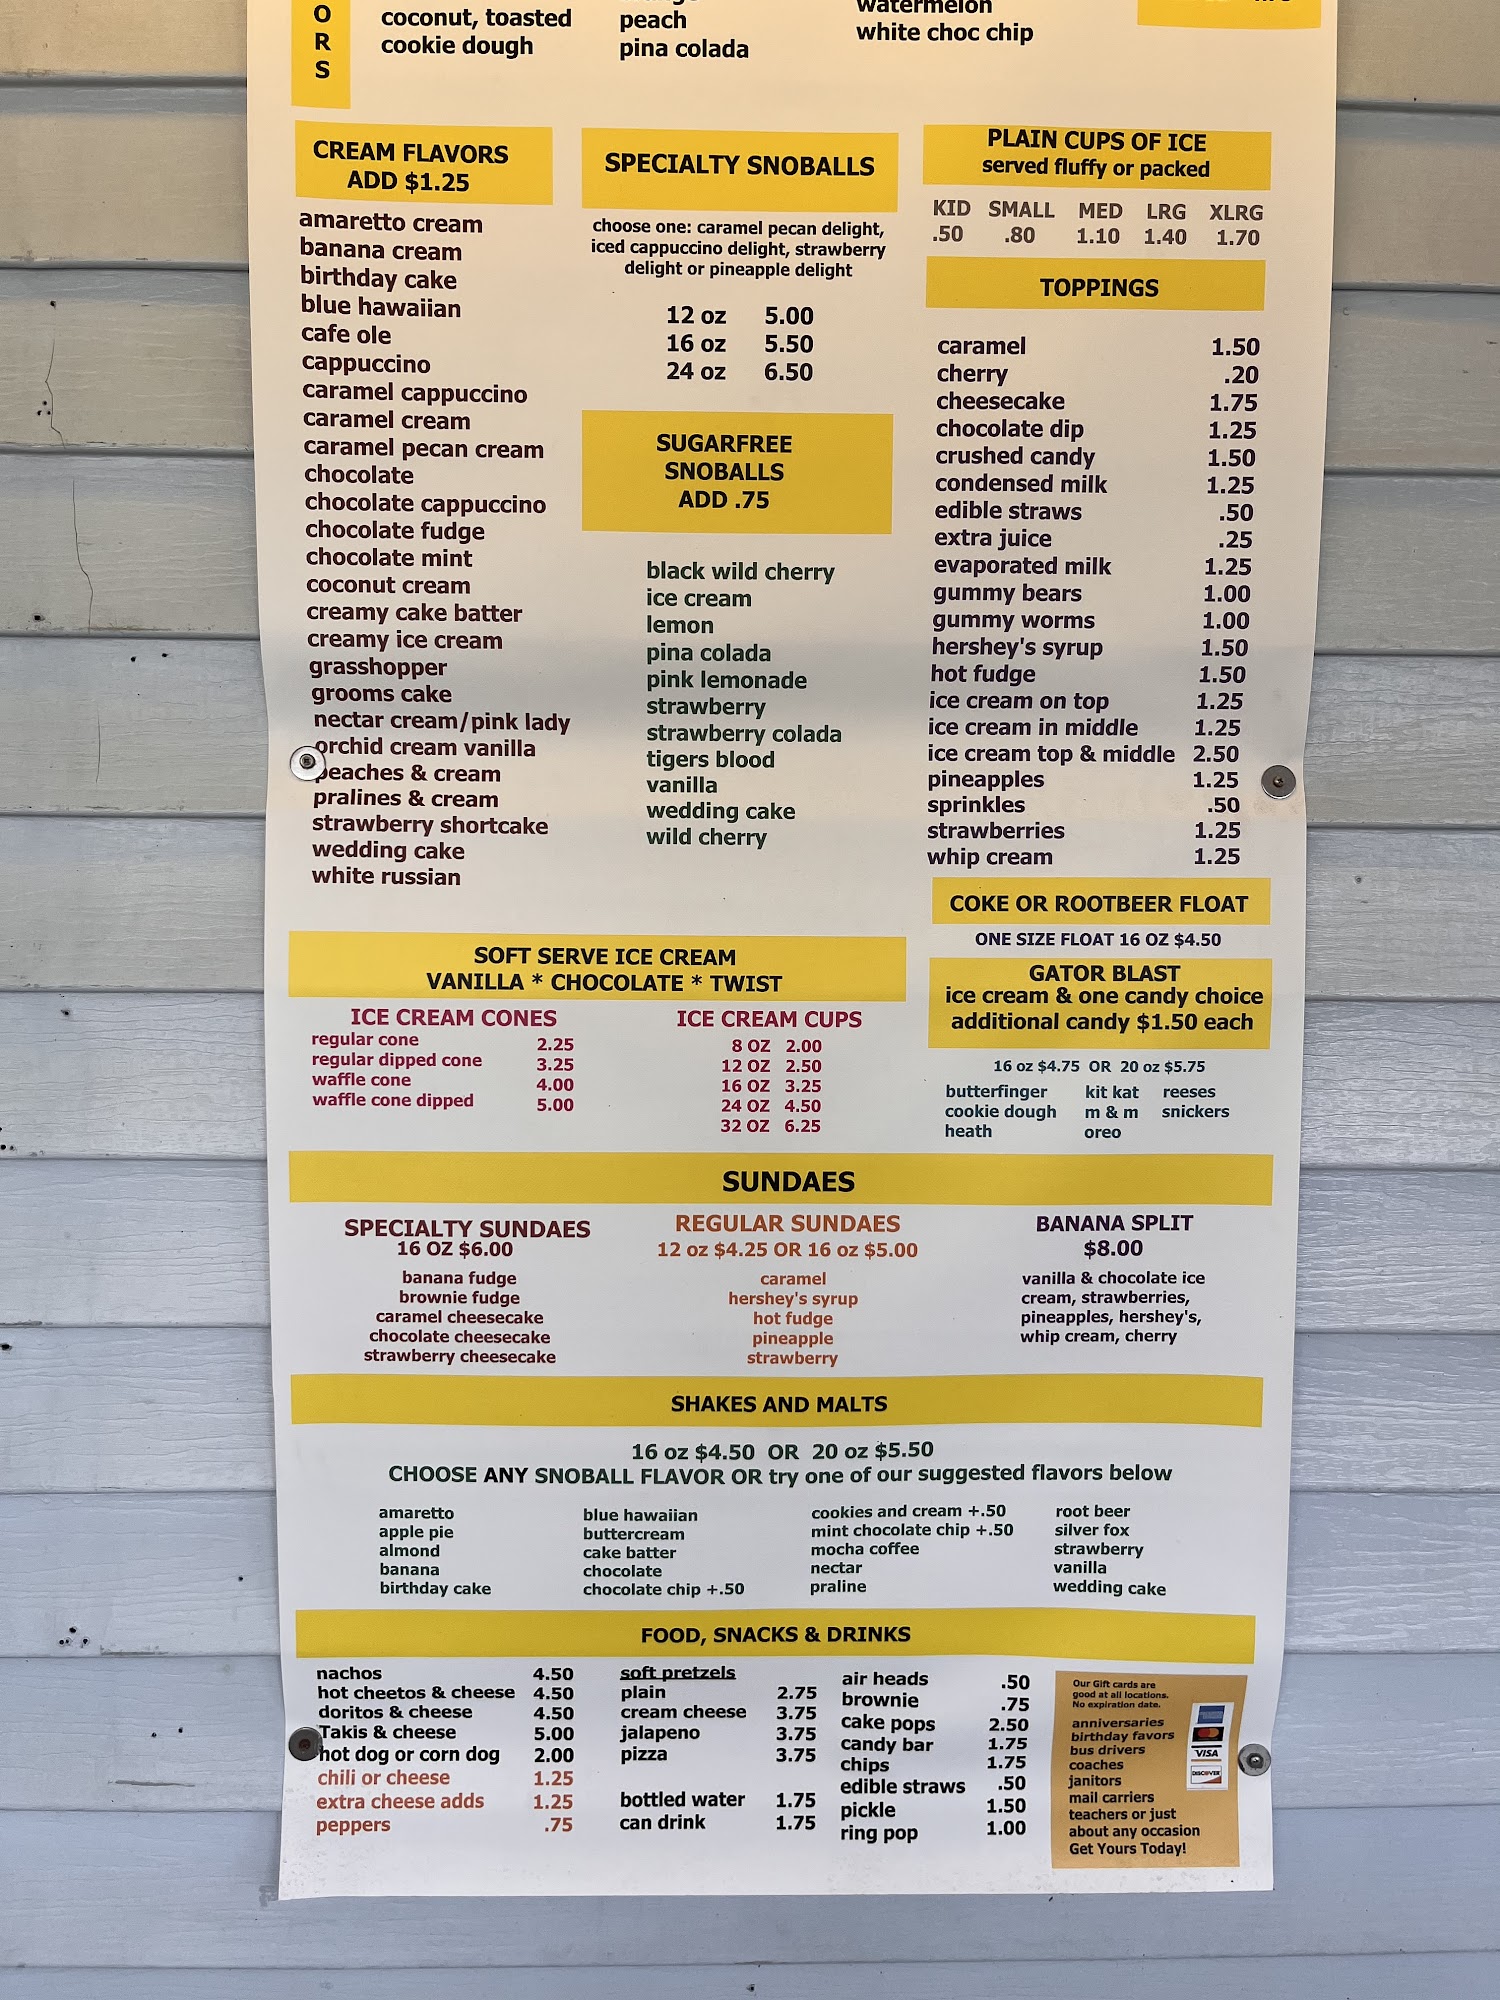 O
R
S
coconut, toasted
cookie dough
peach
pina colada
watermelon
white choc chip
CREAM FLAVORS
ADD $1.25
amaretto cream
banana cream
birthday cake
blue hawaiian
cafe ole
cappuccino
caramel cappuccino
caramel cream
caramel pecan cream
chocolate
chocolate cappuccino
chocolate fudge
chocolate mint
coconut cream
creamy cake batter
creamy ice cream
grasshopper
grooms cake
nectar cream/pink lady
orchid cream vanilla
peaches & cream
pralines & cream
strawberry shortcake
wedding cake
white russian
SPECIALTY SNOBALLS
choose one: caramel pecan delight,
iced cappuccino delight, strawberry
delight or pineapple delight
12 oz 5.00
16 oz 5.50
24 oz 6.50
SUGARFREE
SNOBALLS
ADD .75
black wild cherry
ice cream
lemon
pina colada
pink lemonade
strawberry
strawberry colada
tigers blood
vanilla
wedding cake
wild cherry
PLAIN CUPS OF ICE
served fluffy or packed
KID SMALL MED LRG XLRG
.50 .80 1.10 1.40 1.70
TOPPINGS
caramel 1.50
cherry .20
cheesecake 1.75
chocolate dip 1.25
crushed candy 1.50
condensed milk 1.25
edible straws .50
extra juice .25
evaporated milk 1.25
gummy bears 1.00
gummy worms 1.00
hershey's syrup 1.50
hot fudge 1.50
ice cream on top 1.25
ice cream in middle 1.25
ice cream top & middle 2.50
pineapples 1.25
sprinkles .50
strawberries 1.25
whip cream 1.25
COKE OR ROOTBEER FLOAT
ONE SIZE FLOAT 16 OZ $4.50
GATOR BLAST
ice cream & one candy choice
additional candy $1.50 each
16 oz $4.75 OR 20 oz $5.75
butterfinger kit kat reeses
cookie dough m & m snickers
heath oreo
SOFT SERVE ICE CREAM
VANILLA * CHOCOLATE * TWIST
ICE CREAM CONES
regular cone 2.25
regular dipped cone 3.25
waffle cone 4.00
waffle cone dipped 5.00
ICE CREAM CUPS
8 OZ 2.00
12 OZ 2.50
16 OZ 3.25
24 OZ 4.50
32 OZ 6.25
SUNDAES
SPECIALTY SUNDAES
16 OZ $6.00
banana fudge
brownie fudge
caramel cheesecake
chocolate cheesecake
strawberry cheesecake
REGULAR SUNDAES
12 oz $4.25 OR 16 oz $5.00
caramel
hershey's syrup
hot fudge
pineapple
strawberry
BANANA SPLIT
$8.00
vanilla & chocolate ice
cream, strawberries,
pineapples, hershey's,
whip cream, cherry
SHAKES AND MALTS
16 oz $4.50 OR 20 oz $5.50
CHOOSE ANY SNOBALL FLAVOR OR try one of our suggested flavors below
amaretto
apple pie
almond
banana
birthday cake
blue hawaiian
buttercream
cake batter
chocolate
chocolate chip +.50
cookies and cream +.50
mint chocolate chip +.50
mocha coffee
nectar
praline
root beer
silver fox
strawberry
vanilla
wedding cake
FOOD, SNACKS & DRINKS
nachos 4.50
hot cheetos & cheese 4.50
doritos & cheese 4.50
Takis & cheese 5.00
hot dog or corn dog 2.00
chili or cheese 1.25
extra cheese adds 1.25
peppers .75
soft pretzels
plain 2.75
cream cheese 3.75
jalapeno 3.75
pizza 3.75
bottled water 1.75
can drink 1.75
air heads .50
brownie .75
cake pops 2.50
candy bar 1.75
chips 1.75
edible straws .50
pickle 1.50
ring pop 1.00
Our Gift cards are
good at all locations.
No expiration date.
anniversaries
birthday favors
bus drivers
coaches
janitors
mail carriers
teachers or just
about any occasion
Get Yours Today!
VISA
DISCOVER